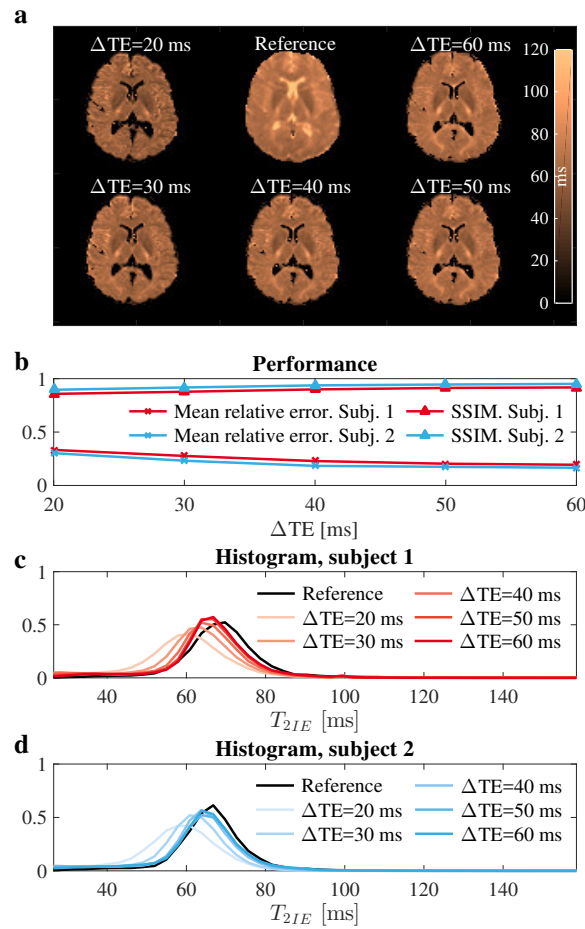 a
ΔTE=20 ms Reference ΔTE=60 ms
ΔTE=30 ms ΔTE=40 ms ΔTE=50 ms
120
100
80
60
40
20
0
ms
b
Performance
1
0.5
0
Mean relative error. Subj. 1
Mean relative error. Subj. 2
SSIM. Subj. 1
SSIM. Subj. 2
20 30 40 50 60
ΔTE [ms]
c
Histogram, subject 1
1
0.5
0
Reference
ΔTE=20 ms
ΔTE=30 ms
ΔTE=40 ms
ΔTE=50 ms
ΔTE=60 ms
40 60 80 100 120 140
T2IE [ms]
d
Histogram, subject 2
1
0.5
0
Reference
ΔTE=20 ms
ΔTE=30 ms
ΔTE=40 ms
ΔTE=50 ms
ΔTE=60 ms
40 60 80 100 120 140
T2IE [ms]